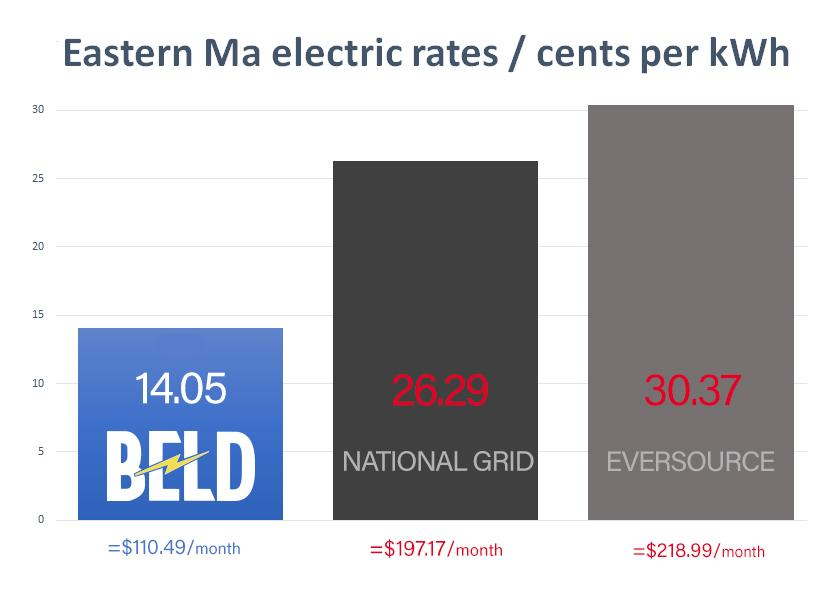 Eastern Ma electric rates / cents per kWh
30
25
20
15
10
5
0
14.05
BELD
26.29
NATIONAL GRID
30.37
EVERSOURCE
=$110.49/month
=$197.17/month
=$218.99/month